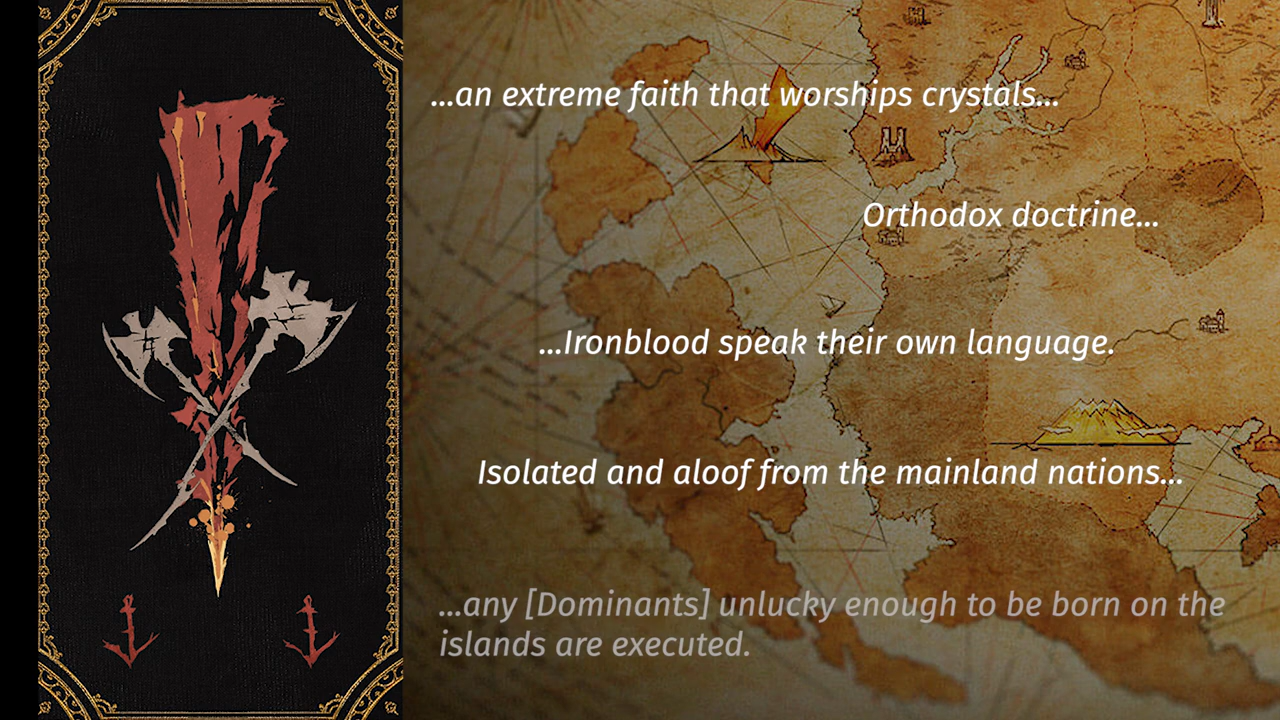 ...an extreme faith that worships crystals...
Orthodox doctrine...
...Ironblood speak their own language.
Isolated and aloof from the mainland nations...
...any [Dominants] unlucky enough to be born on the
islands are executed.